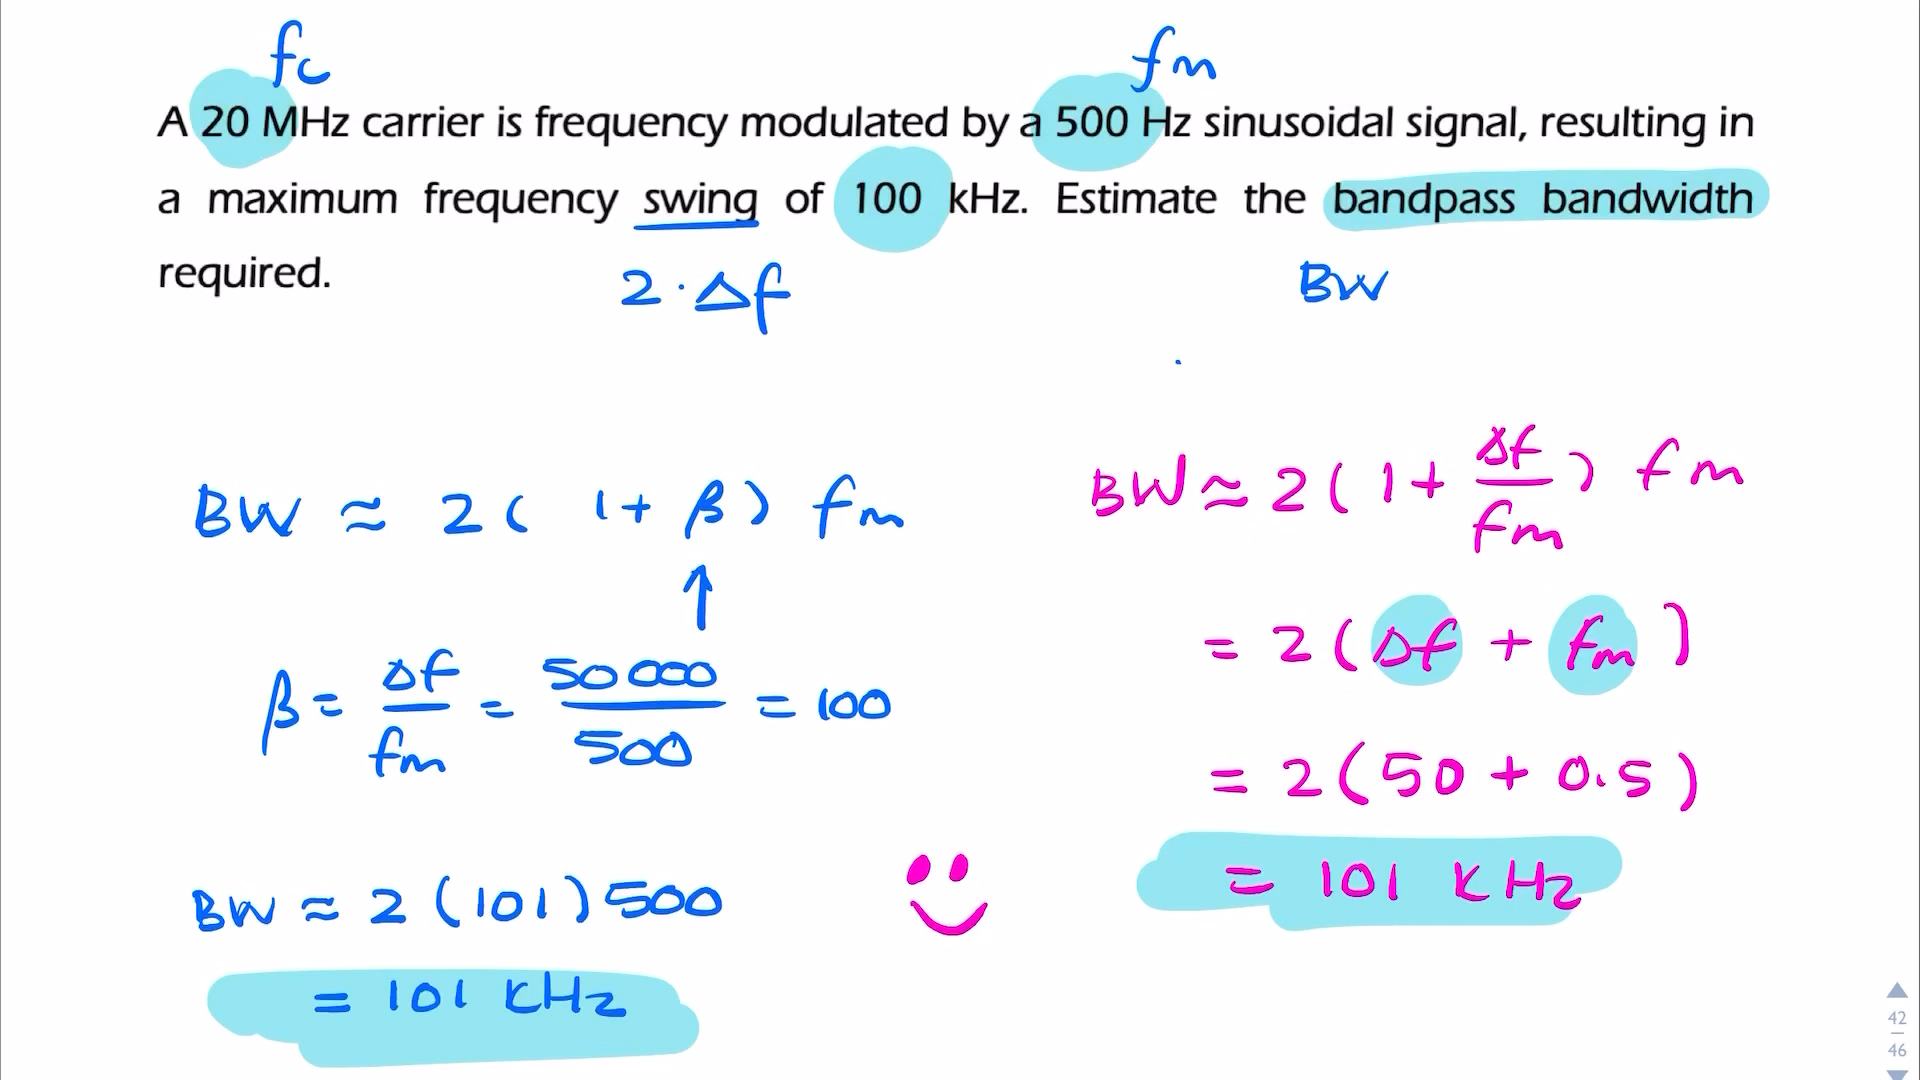 fc fm
A 20 MHz carrier is frequency modulated by a 500 Hz sinusoidal signal, resulting in
a maximum frequency swing of 100 kHz. Estimate the bandpass bandwidth
required.
2·Δf BW
BW ≈ 2( 1+ β) fm
↑
β = Δf/fm = 50000/500 = 100
BW ≈ 2 (101) 500
= 101 KHz
BW ≈ 2( 1+ Δf/fm ) fm
= 2 ( Δf + fm )
= 2 ( 50 + 0.5 )
= 101 KHz
42
46